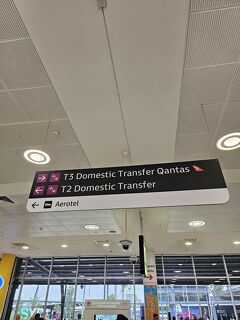 T3 Domestic Transfer Qantas
T2 Domestic Transfer
Aerotel